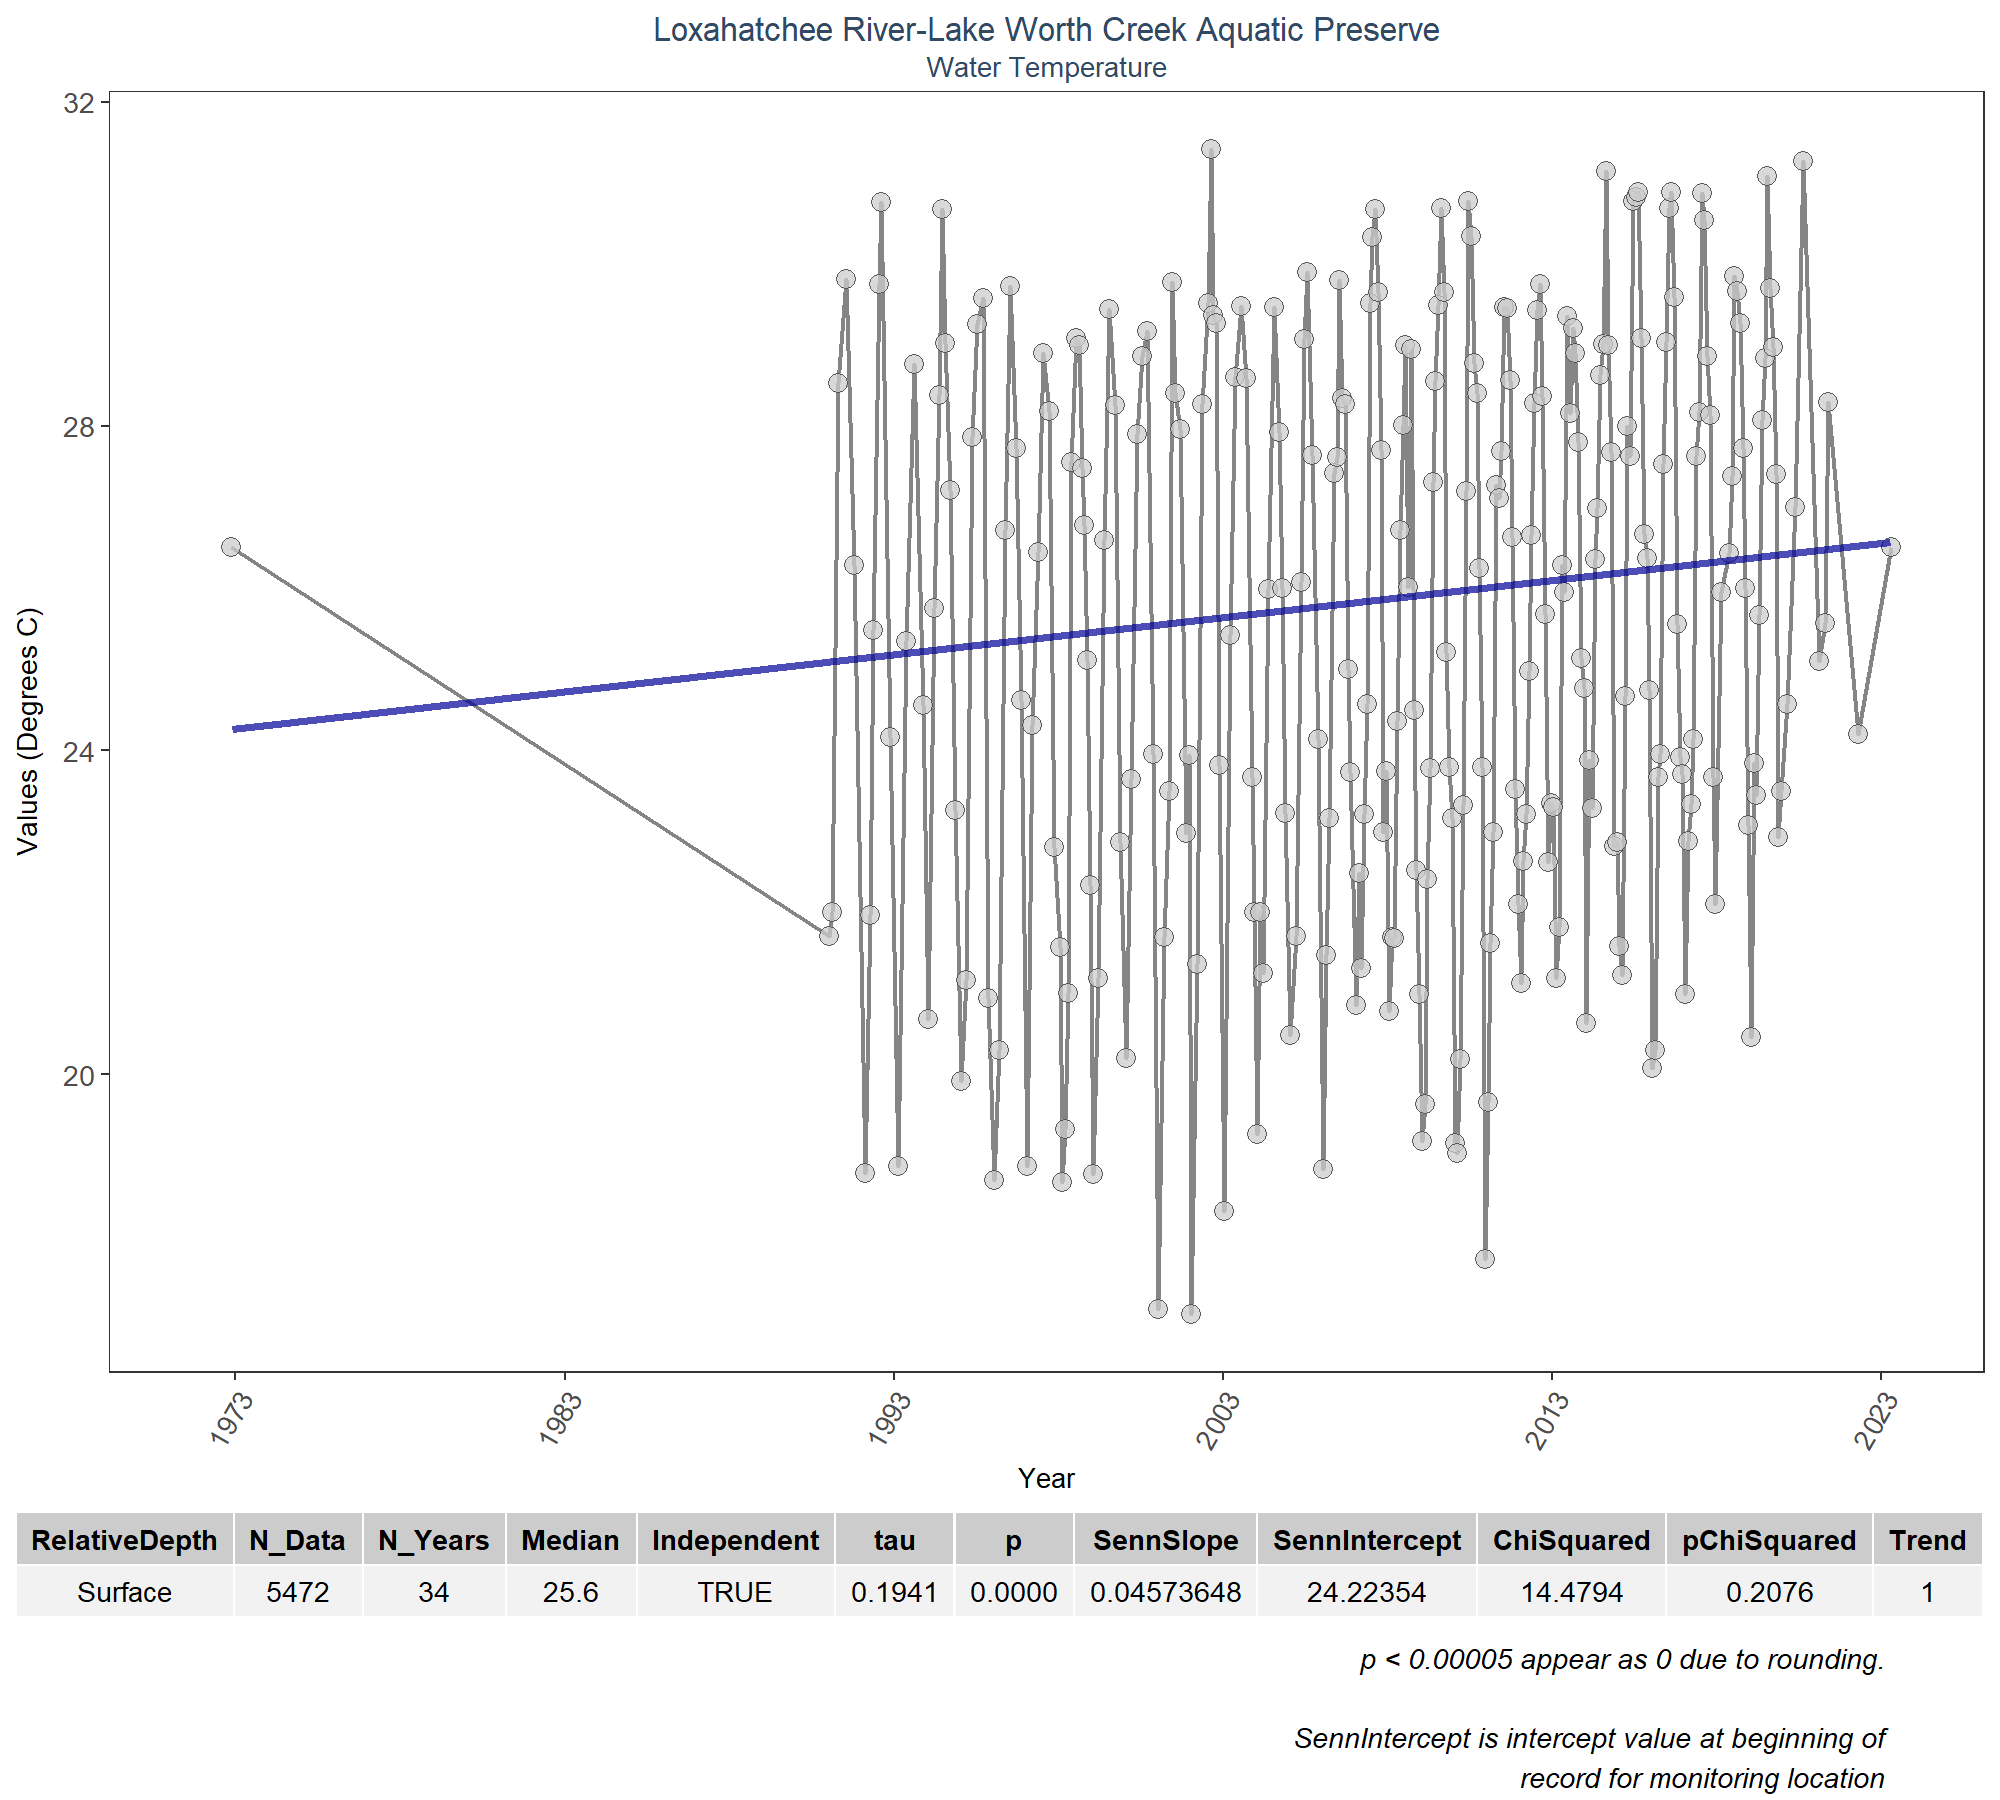 Loxahatchee River-Lake Worth Creek Aquatic Preserve
Water Temperature
32
28
24
20
Values (Degrees C)
1973 1983 1993 2003 2013 2023
Year
RelativeDepth N_Data N_Years Median Independent tau p SennSlope SennIntercept ChiSquared pChiSquared Trend
Surface 5472 34 25.6 TRUE 0.1941 0.0000 0.04573648 24.22354 14.4794 0.2076 1
p < 0.00005 appear as 0 due to rounding.
SennIntercept is intercept value at beginning of
record for monitoring location